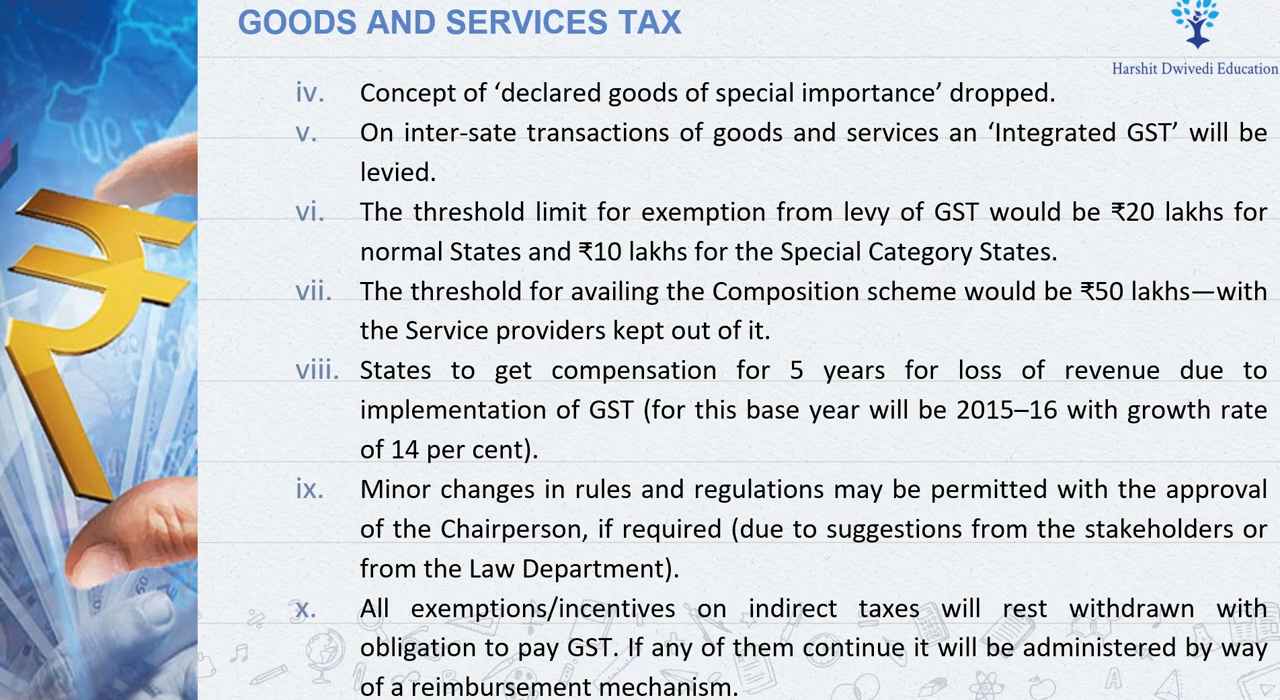 GOODS AND SERVICES TAX
Harshit Dwivedi Education
iv. Concept of ‘declared goods of special importance’ dropped.
v. On inter-sate transactions of goods and services an ‘Integrated GST’ will be
levied.
vi. The threshold limit for exemption from levy of GST would be ₹20 lakhs for
normal States and ₹10 lakhs for the Special Category States.
vii. The threshold for availing the Composition scheme would be ₹50 lakhs—with
the Service providers kept out of it.
viii. States to get compensation for 5 years for loss of revenue due to
implementation of GST (for this base year will be 2015–16 with growth rate
of 14 per cent).
ix. Minor changes in rules and regulations may be permitted with the approval
of the Chairperson, if required (due to suggestions from the stakeholders or
from the Law Department).
x. All exemptions/incentives on indirect taxes will rest withdrawn with
obligation to pay GST. If any of them continue it will be administered by way
of a reimbursement mechanism.